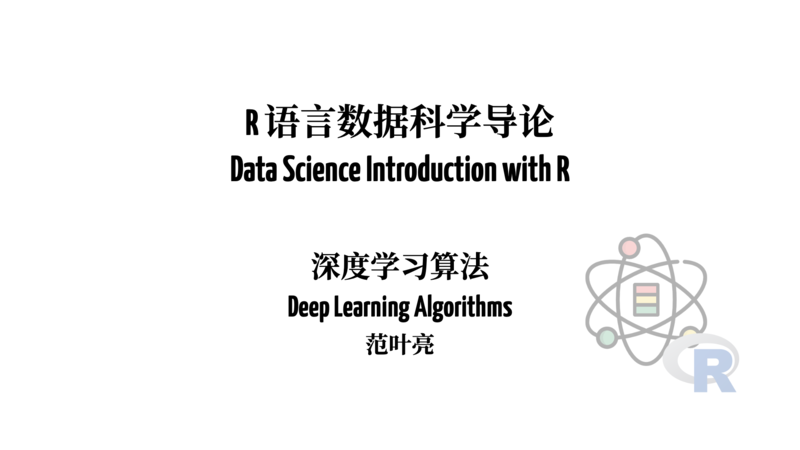 R 语言数据科学导论
Data Science Introduction with R
深度学习算法
Deep Learning Algorithms
范叶亮
R